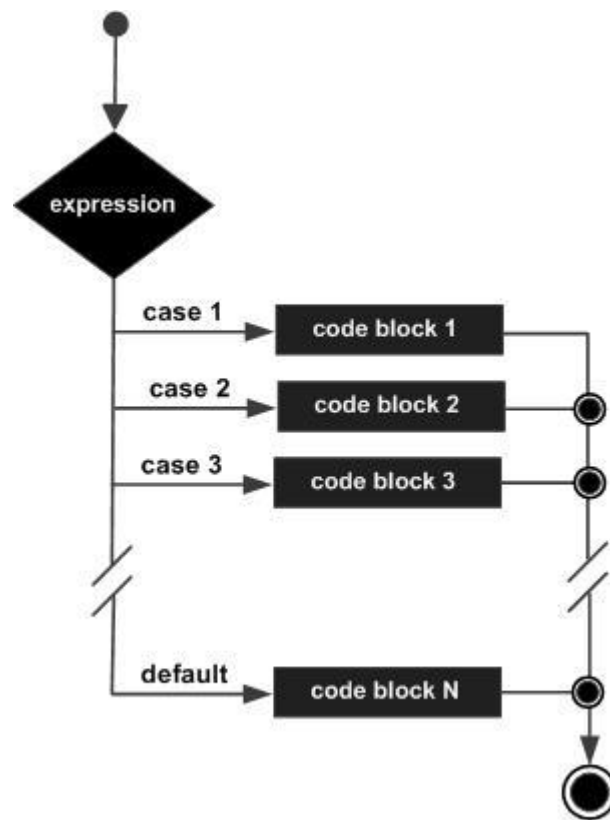 expression
case 1
code block 1
case 2
code block 2
case 3
code block 3
default
code block N